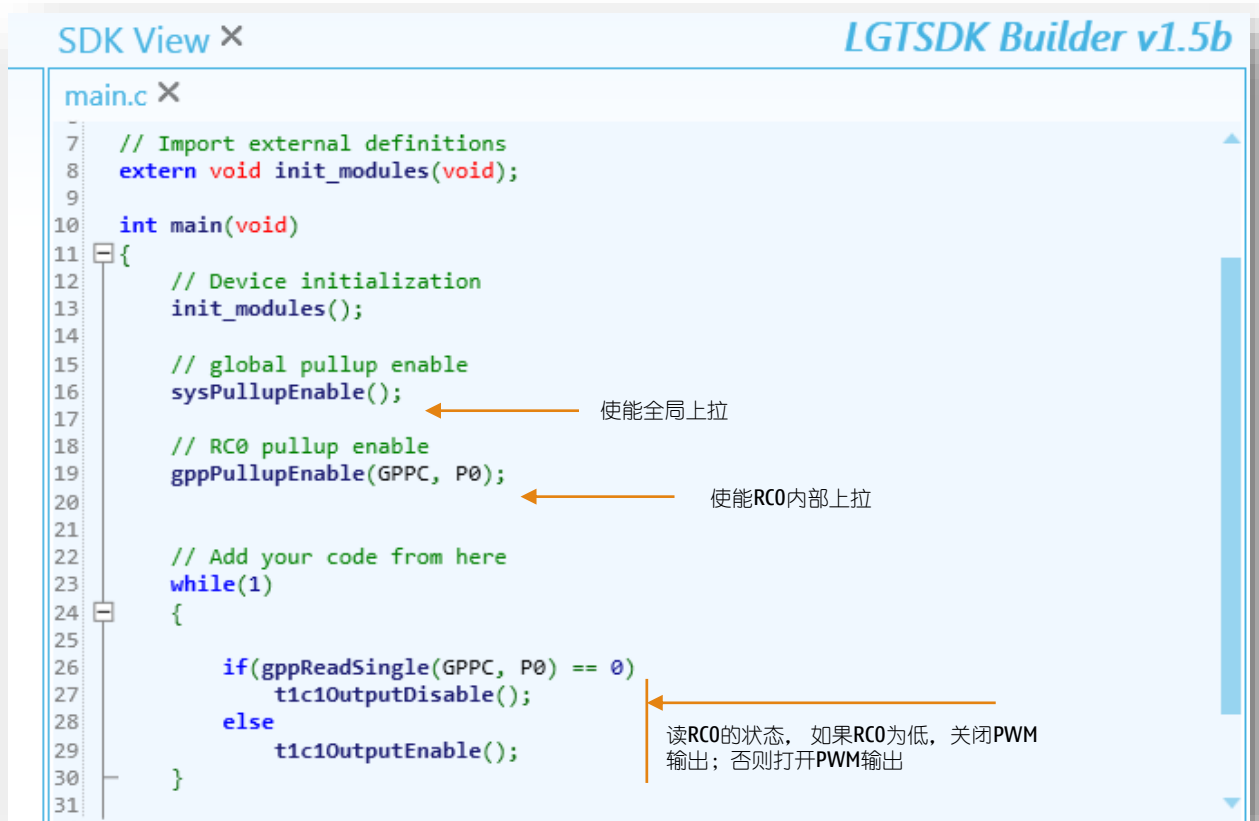 SDK View ×
LGTSDK Builder v1.5b
main.c ×
7 // Import external definitions
8 extern void init_modules(void);
9
10 int main(void)
11 {
12 // Device initialization
13 init_modules();
14
15 // global pullup enable
16 sysPullupEnable();
使能全局上拉
17
18 // RC0 pullup enable
19 gppPullupEnable(GPPC, P0);
使能RC0内部上拉
20
21
22 // Add your code from here
23 while(1)
24 {
25
26 if(gppReadSingle(GPPC, P0) == 0)
27 t1c1OutputDisable();
28 else
29 t1c1OutputEnable();
读RC0的状态, 如果RC0为低, 关闭PWM
输出; 否则打开PWM输出
30 }
31